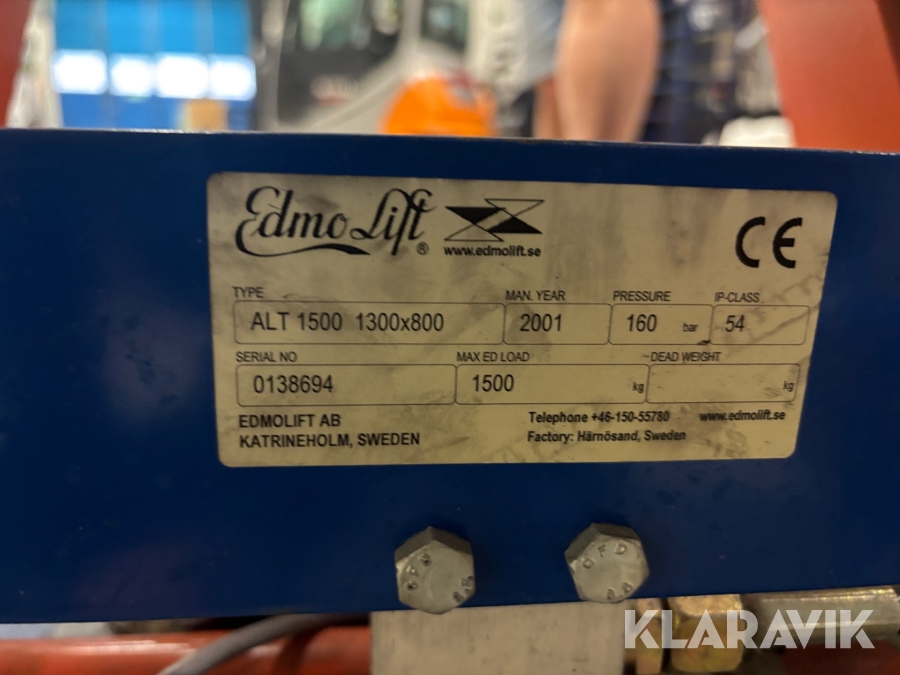 Edmo Lift®
www.edmolift.se
CE
TYPE MAN. YEAR PRESSURE IP-CLASS
ALT 1500 1300x800 2001 160 bar 54
SERIAL NO MAX ED LOAD DEAD WEIGHT
0138694 1500 kg kg
EDMOLIFT AB
KATRINEHOLM, SWEDEN
Telephone +46-150-55780 www.edmolift.se
Factory: Härnösand, Sweden
KLARAVIK